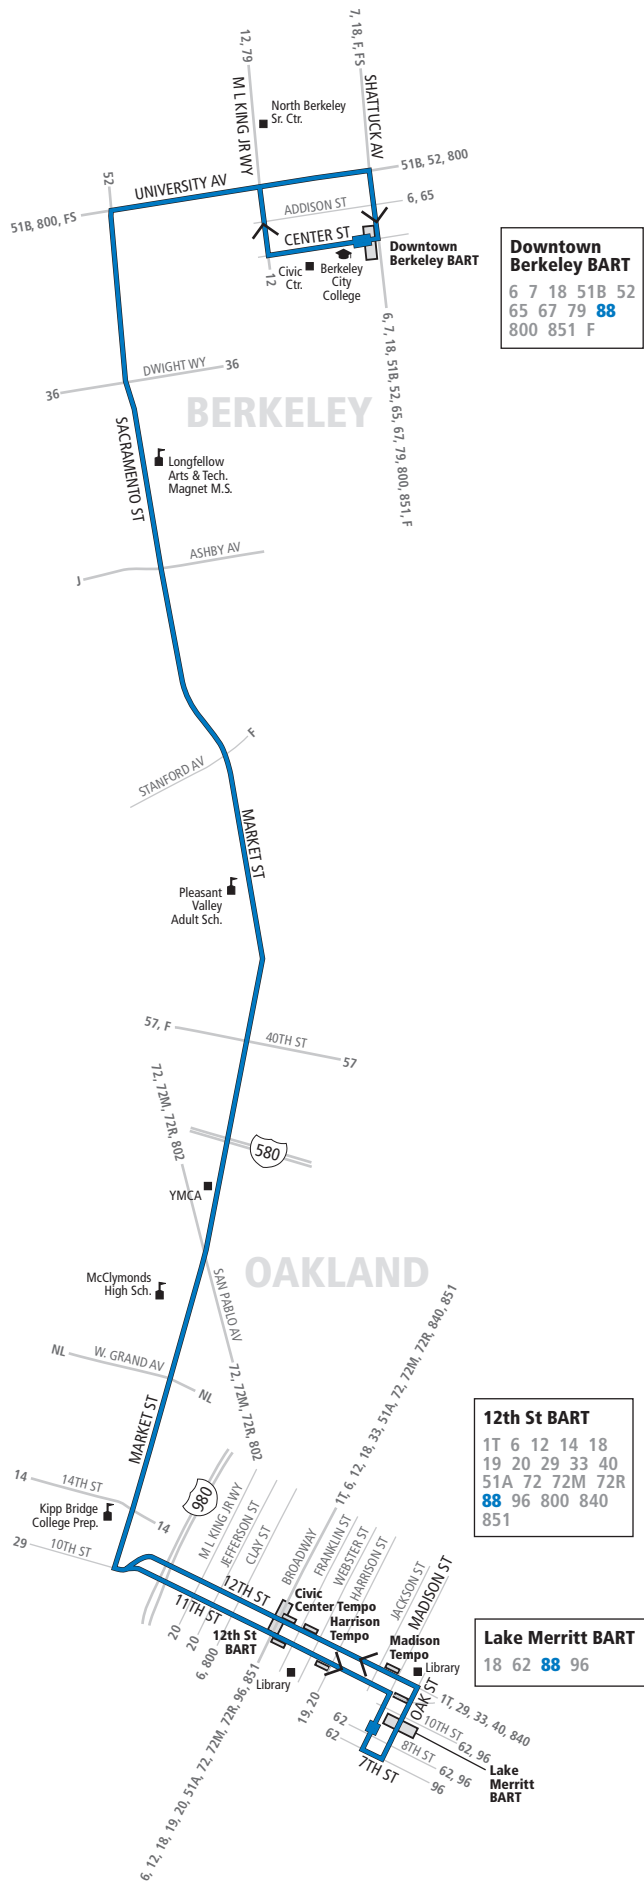 12, 79
7, 18, F, FS
M L KING JR WY
SHATTUCK AV
North Berkeley
Sr. Ctr.
52
UNIVERSITY AV
51B, 52, 800
51B, 800, FS
ADDISON ST
6, 65
CENTER ST
Downtown
Berkeley BART
12
Civic
Ctr.
Berkeley
City
College
Downtown
Berkeley BART
6 7 18 51B 52
65 67 79 88
800 851 F
6, 7, 18, 51B, 52, 65, 67, 79, 800, 851, F
36
DWIGHT WY
36
BERKELEY
SACRAMENTO ST
Longfellow
Arts & Tech.
Magnet M.S.
J
ASHBY AV
F
STANFORD AV
MARKET ST
Pleasant
Valley
Adult Sch.
57, F
40TH ST
57
72, 72M, 72R, 802
580
YMCA
OAKLAND
McClymonds
High Sch.
SAN PABLO AV
NL
W. GRAND AV
NL
72, 72M, 72R, 802
MARKET ST
1T, 6, 12, 18, 33, 51A, 72, 72M, 72R, 840, 851
12th St BART
1T 6 12 14 18
19 20 29 33 40
51A 72 72M 72R
88 96 800 840
851
14
14TH ST
14
Kipp Bridge
College Prep.
29
10TH ST
980
M L KING JR WY
JEFFERSON ST
CLAY ST
BROADWAY
FRANKLIN ST
WEBSTER ST
HARRISON ST
JACKSON ST
MADISON ST
12TH ST
11TH ST
Civic
Center Tempo
Harrison
Tempo
12th St
BART
Madison
Tempo
Library
Library
20
20
6, 800
19, 20
Lake Merritt BART
18 62 88 96
OAK ST
1T, 29, 33, 40, 840
10TH ST
62, 96
62
62
8TH ST
62, 96
7TH ST
96
Lake
Merritt
BART
6, 12, 18, 19, 20, 51A, 72, 72M, 72R, 96, 851